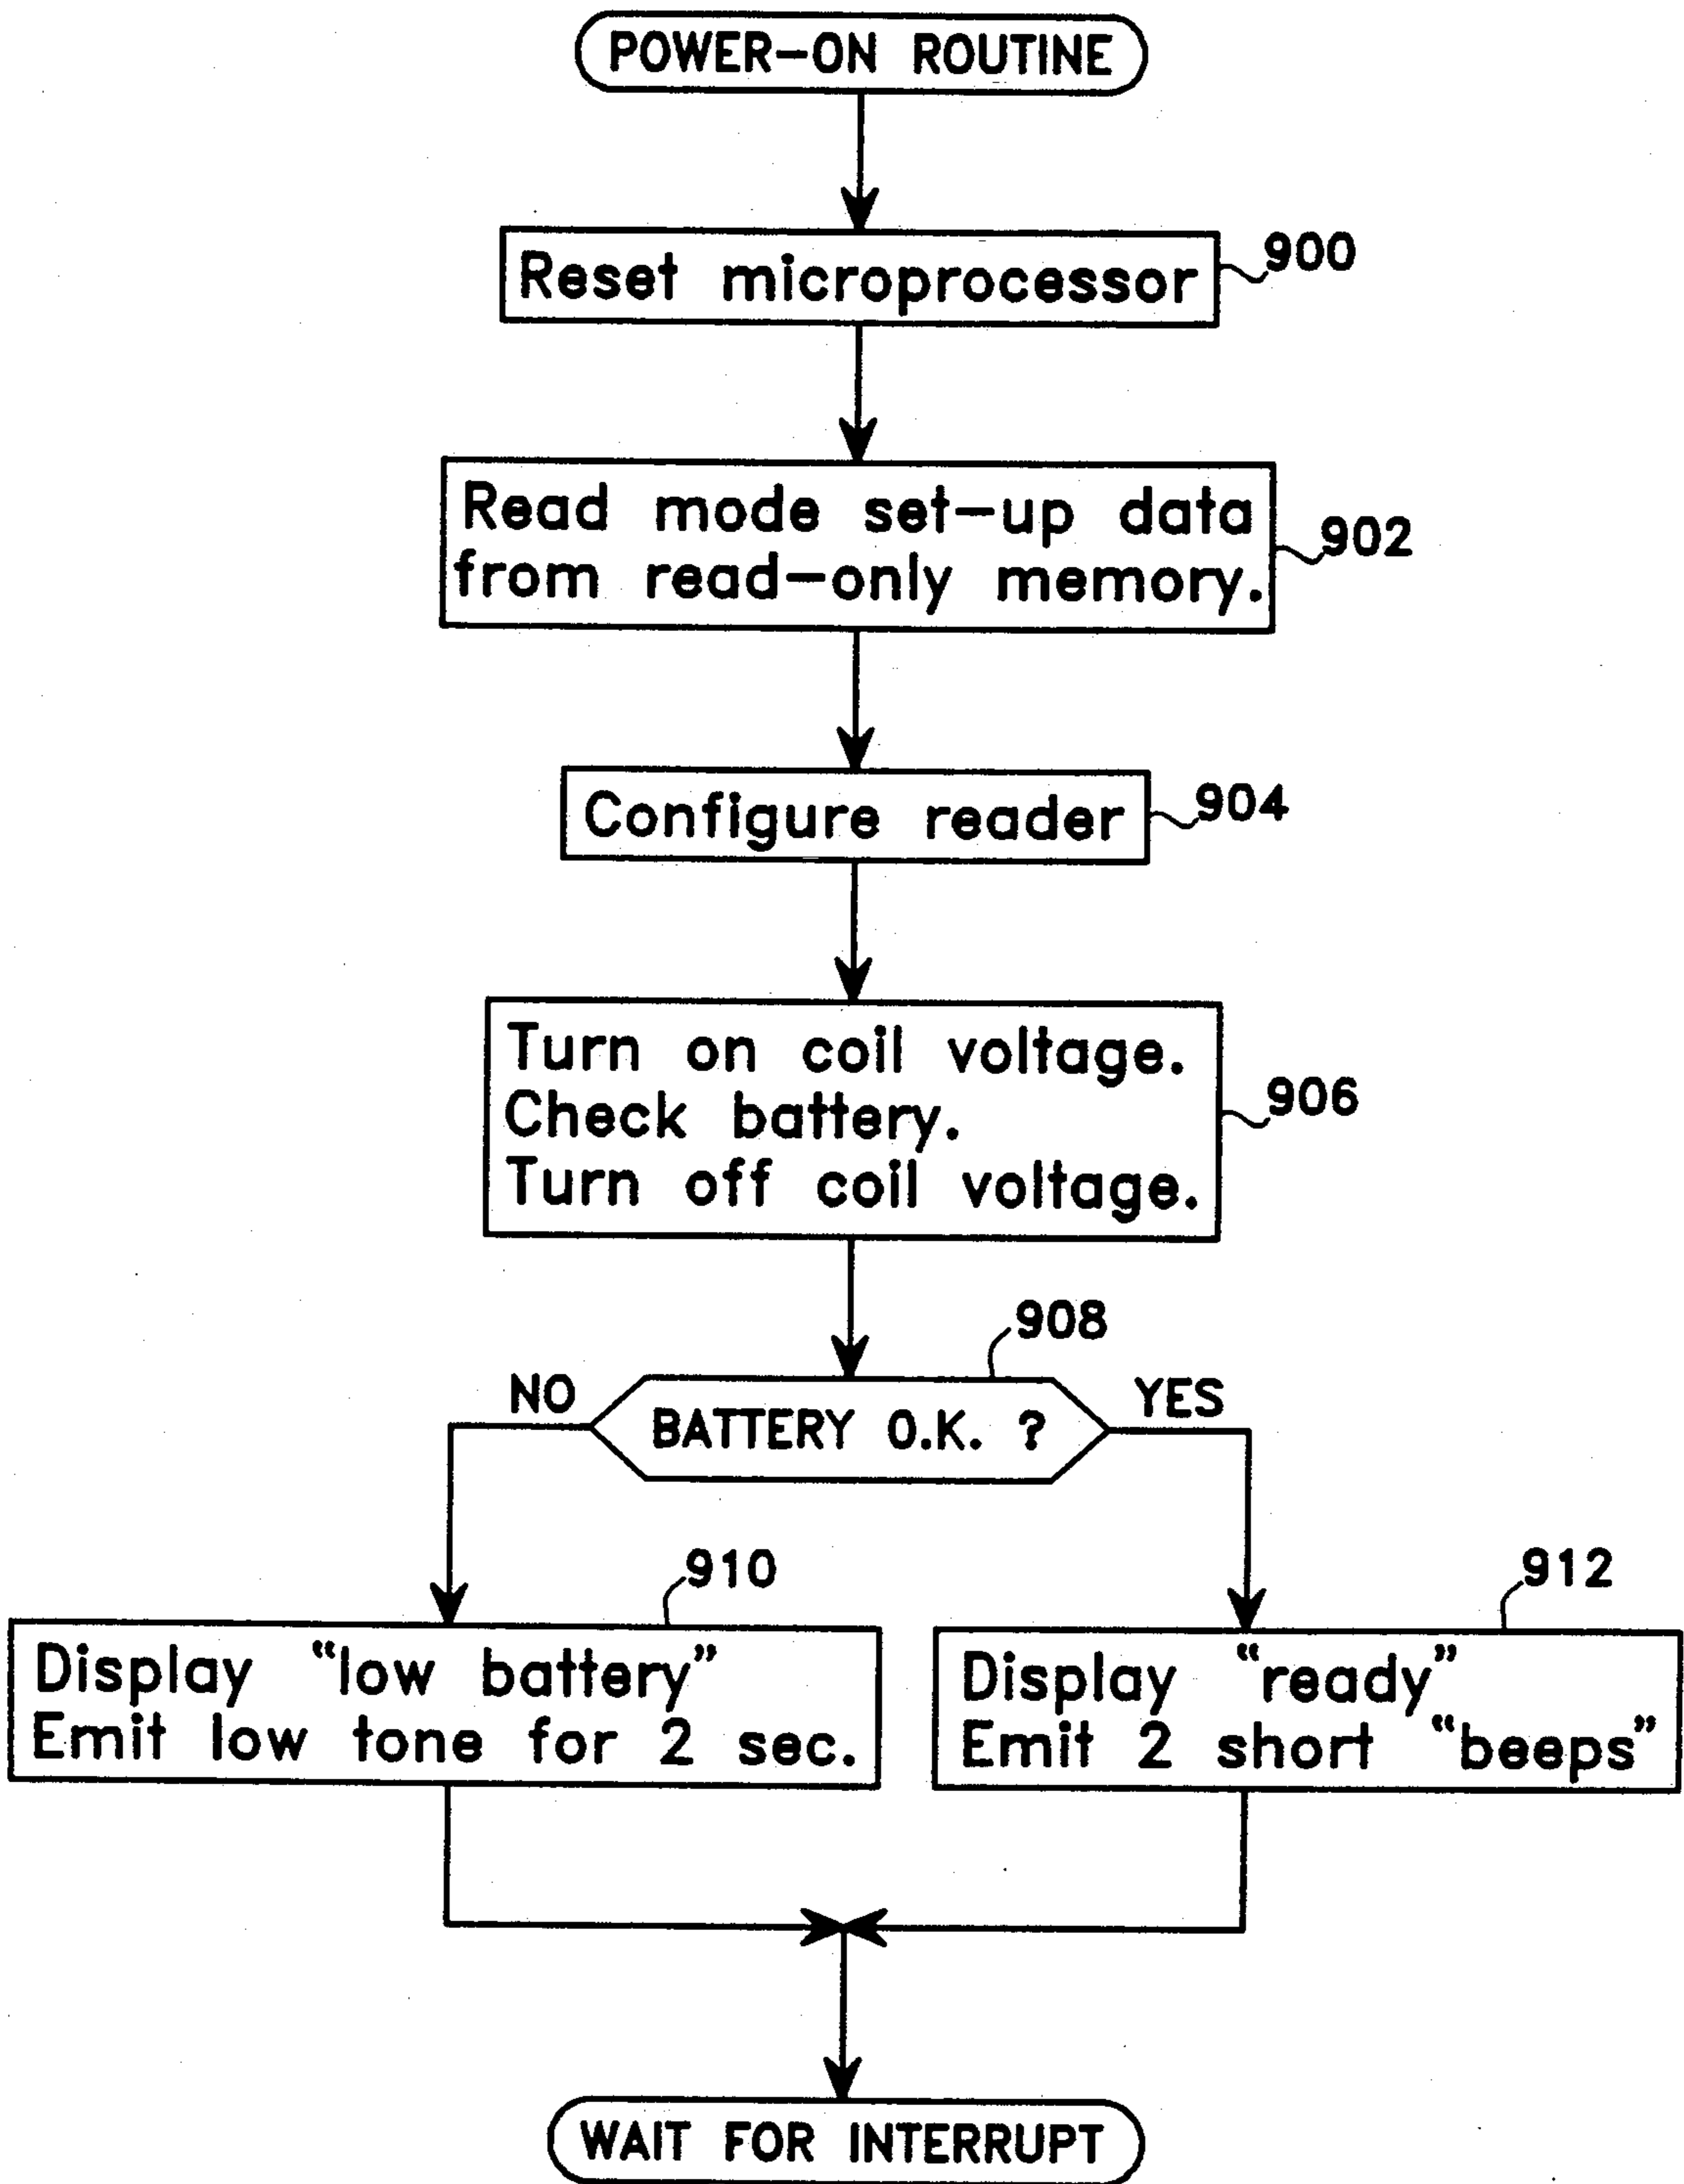 POWER-ON ROUTINE
Reset microprocessor
900
Read mode set-up data
from read-only memory.
902
Configure reader
904
Turn on coil voltage.
Check battery.
Turn off coil voltage.
906
908
NO
BATTERY O.K. ?
YES
910
Display “low battery”
Emit low tone for 2 sec.
912
Display “ready”
Emit 2 short “beeps”
WAIT FOR INTERRUPT